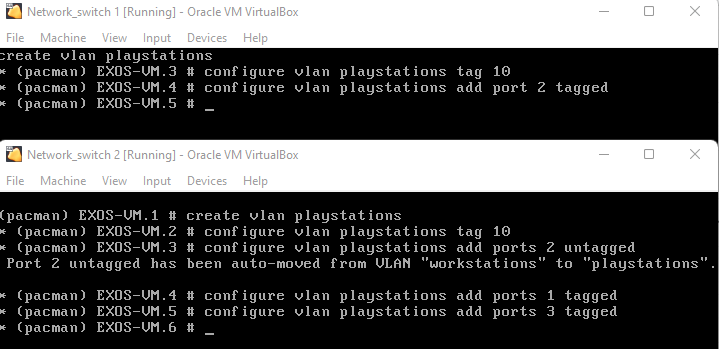 Network_switch 1 [Running] - Oracle VM VirtualBox
File Machine View Input Devices Help
create vlan playstations
* (pacman) EXOS-VM.3 # configure vlan playstations tag 10
* (pacman) EXOS-VM.4 # configure vlan playstations add port 2 tagged
* (pacman) EXOS-VM.5 # _
Network_switch 2 [Running] - Oracle VM VirtualBox
File Machine View Input Devices Help
(pacman) EXOS-VM.1 # create vlan playstations
* (pacman) EXOS-VM.2 # configure vlan playstations tag 10
* (pacman) EXOS-VM.3 # configure vlan playstations add ports 2 untagged
Port 2 untagged has been auto-moved from VLAN "workstations" to "playstations".
* (pacman) EXOS-VM.4 # configure vlan playstations add ports 1 tagged
* (pacman) EXOS-VM.5 # configure vlan playstations add ports 3 tagged
* (pacman) EXOS-VM.6 # _